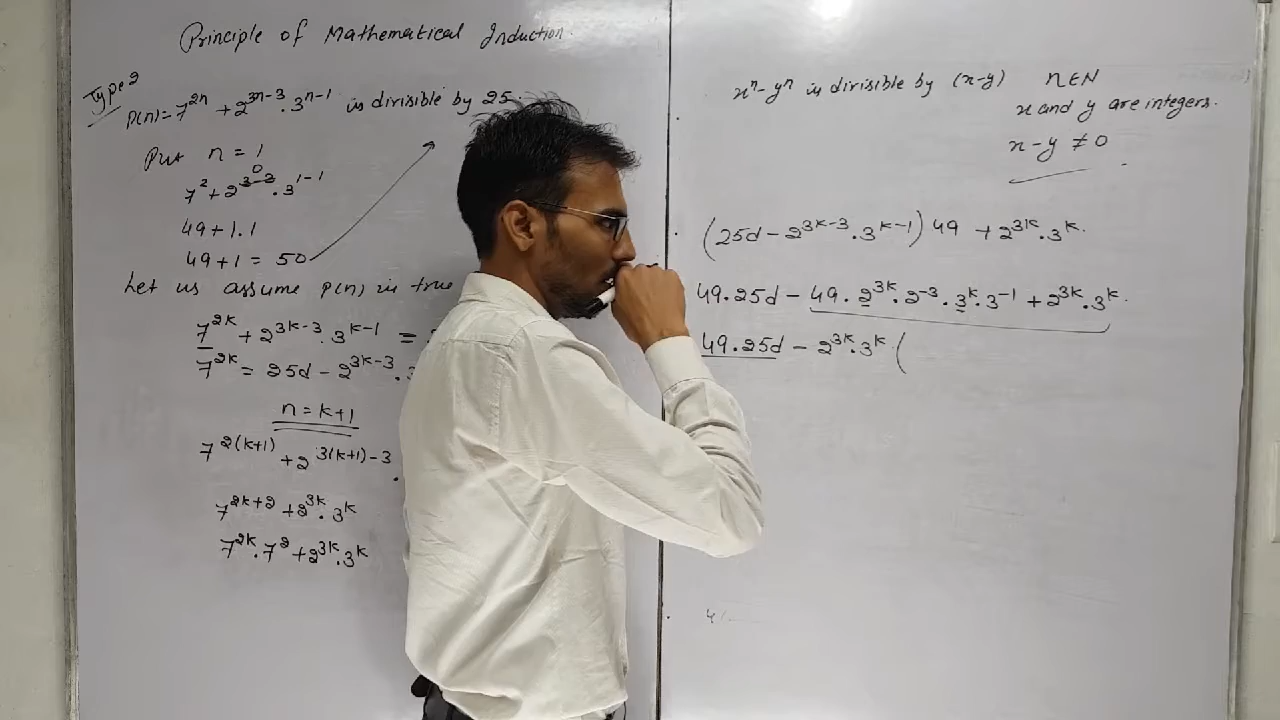 Principle of Mathematical Induction.
Type 2
P(n) = 7^{2n} + 2^{3n-3} . 3^{n-1} is divisible by 25.
Put n = 1
7^2 + 2^{3-3} 0 . 3^{1-1}
49 + 1.1
49 + 1 = 50
Let us assume P(n) is true
7^{2k} + 2^{3k-3} . 3^{k-1} =
7^{2k} = 25d - 2^{3k-3} .
n = k+1
7^{2(k+1)} + 2^{3(k+1)-3} .
7^{2k+2} + 2^{3k} . 3^k
7^{2k} . 7^2 + 2^{3k} . 3^k
x^n - y^n is divisible by (x-y) n∈N
x and y are integers.
x - y ≠ 0
(25d - 2^{3k-3} . 3^{k-1}) 49 + 2^{3k} . 3^k.
49.25d - 49. 2^{3k} . 2^{-3} . 3^k . 3^{-1} + 2^{3k} . 3^k.
49.25d - 2^{3k} . 3^k . (